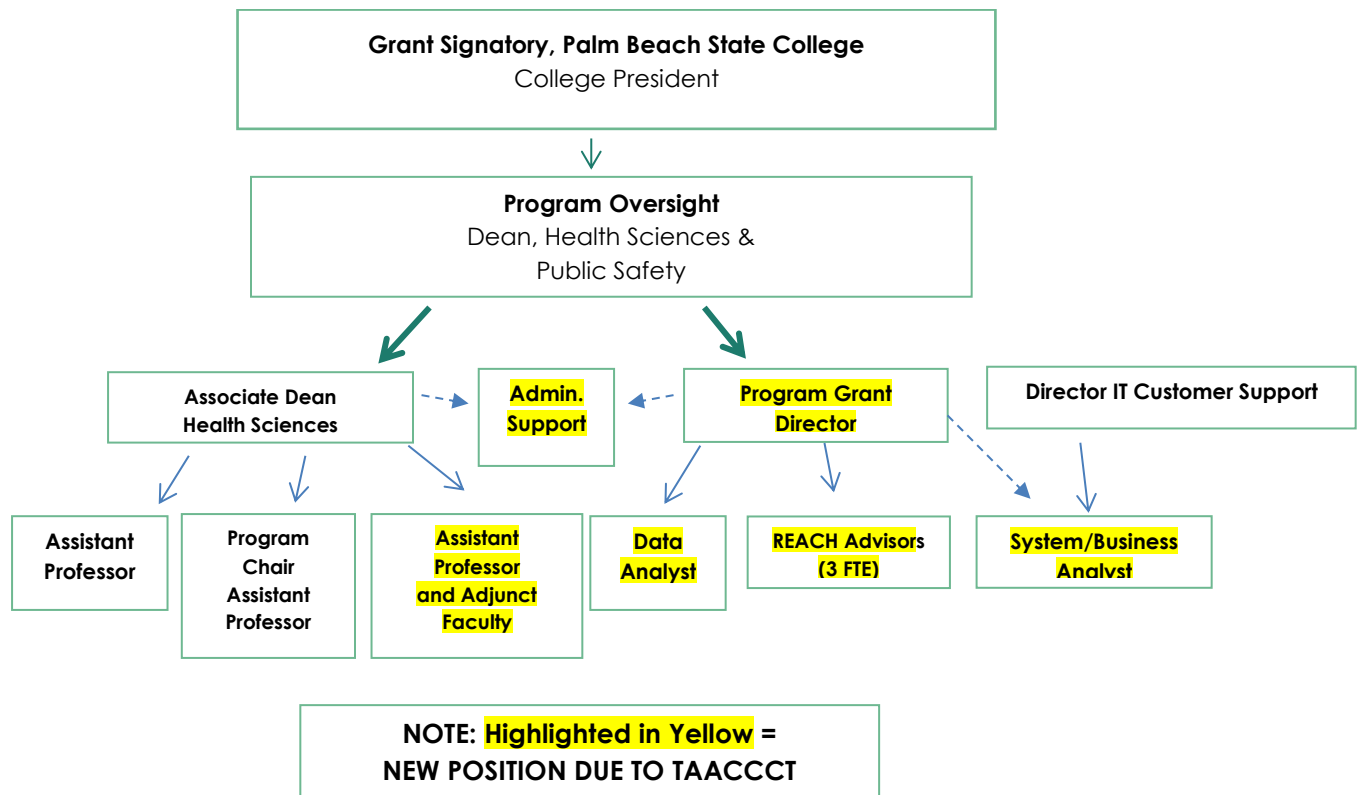 Grant Signatory, Palm Beach State College
College President
Program Oversight
Dean, Health Sciences &
Public Safety
Associate Dean
Health Sciences
Admin.
Support
Program Grant
Director
Director IT Customer Support
Assistant
Professor
Program
Chair
Assistant
Professor
Assistant
Professor
and Adjunct
Faculty
Data
Analyst
REACH Advisors
(3 FTE)
System/Business
Analyst
NOTE: Highlighted in Yellow =
NEW POSITION DUE TO TAACCCT